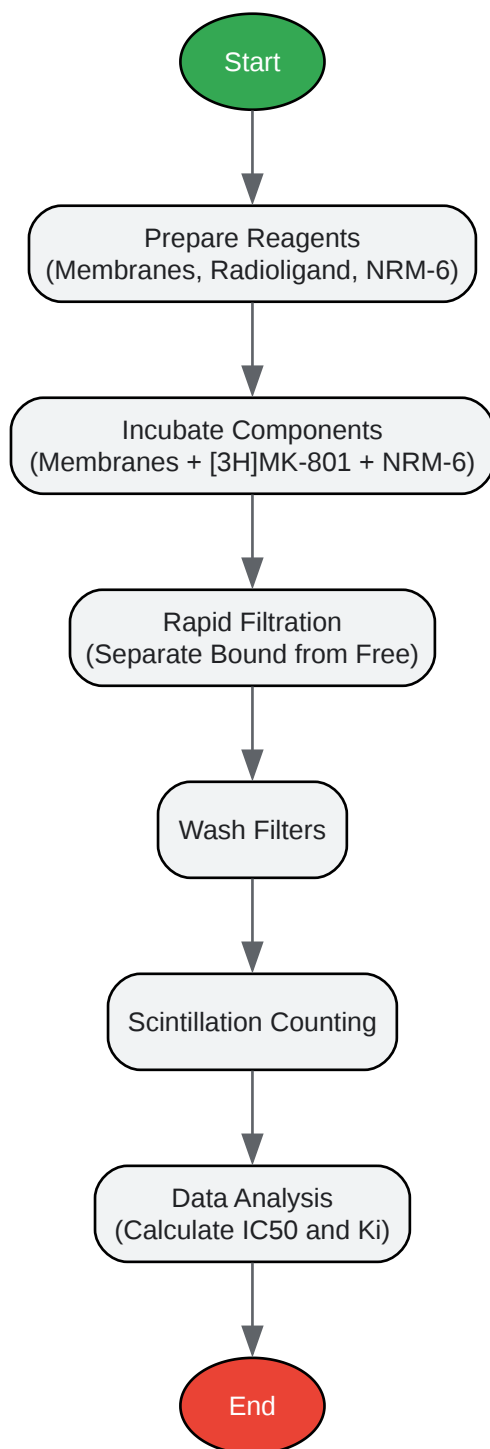 Start
Prepare Reagents
(Membranes, Radioligand, NRM-6)
Incubate Components
(Membranes + [3H]MK-801 + NRM-6)
Rapid Filtration
(Separate Bound from Free)
Wash Filters
Scintillation Counting
Data Analysis
(Calculate IC50 and Ki)
End